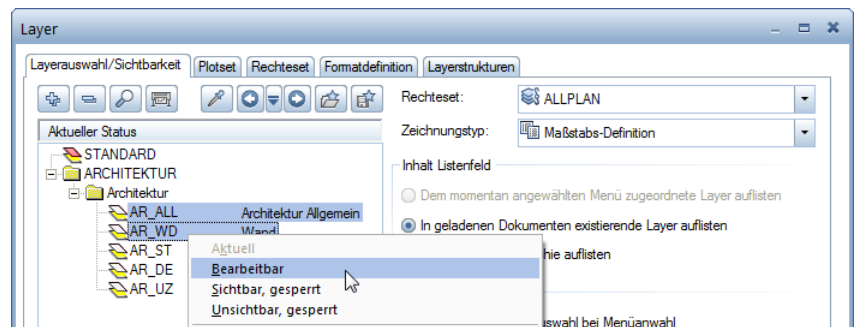 Layer
Layerauswahl/Sichtbarkeit Plotset Rechteset Formatdefinition Layerstrukturen
Rechteset: ALLPLAN
Aktueller Status
Zeichnungstyp: Maßstabs-Definition
STANDARD
ARCHITEKTUR
Architektur
AR_ALL Architektur Allgemein
AR_WD Wand
AR_ST
AR_DE
AR_UZ
Inhalt Listenfeld
Dem momentan angewählten Menü zugeordnete Layer auflisten
In geladenen Dokumenten existierende Layer auflisten
hie auflisten
Aktuell
Bearbeitbar
Sichtbar, gesperrt
Unsichtbar, gesperrt
swahl bei Menüanwahl